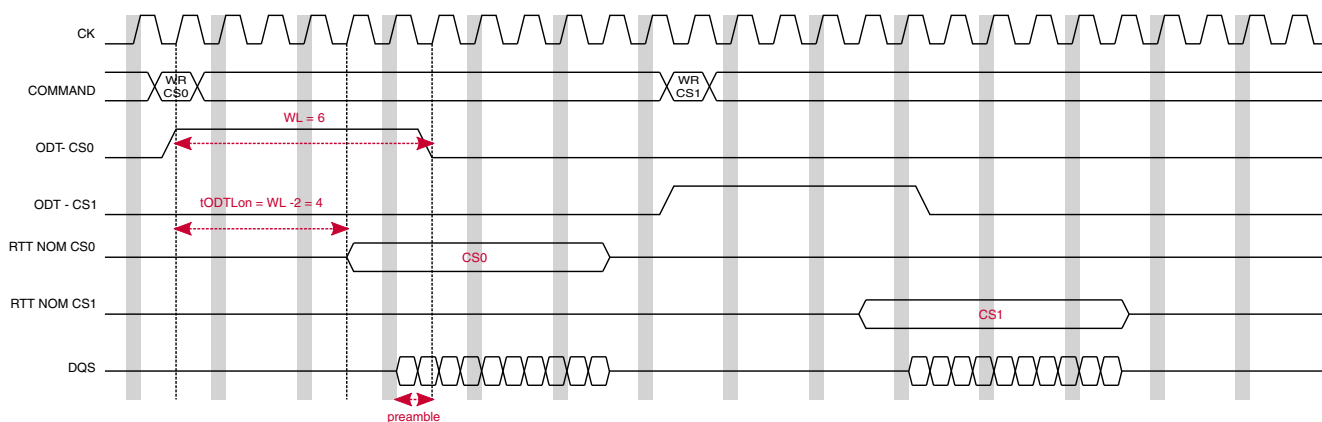 CK
COMMAND
WR
CS0
WR
CS1
ODT- CS0
WL = 6
ODT - CS1
tODTLon = WL -2 = 4
RTT NOM CS0
CS0
RTT NOM CS1
CS1
DQS
preamble